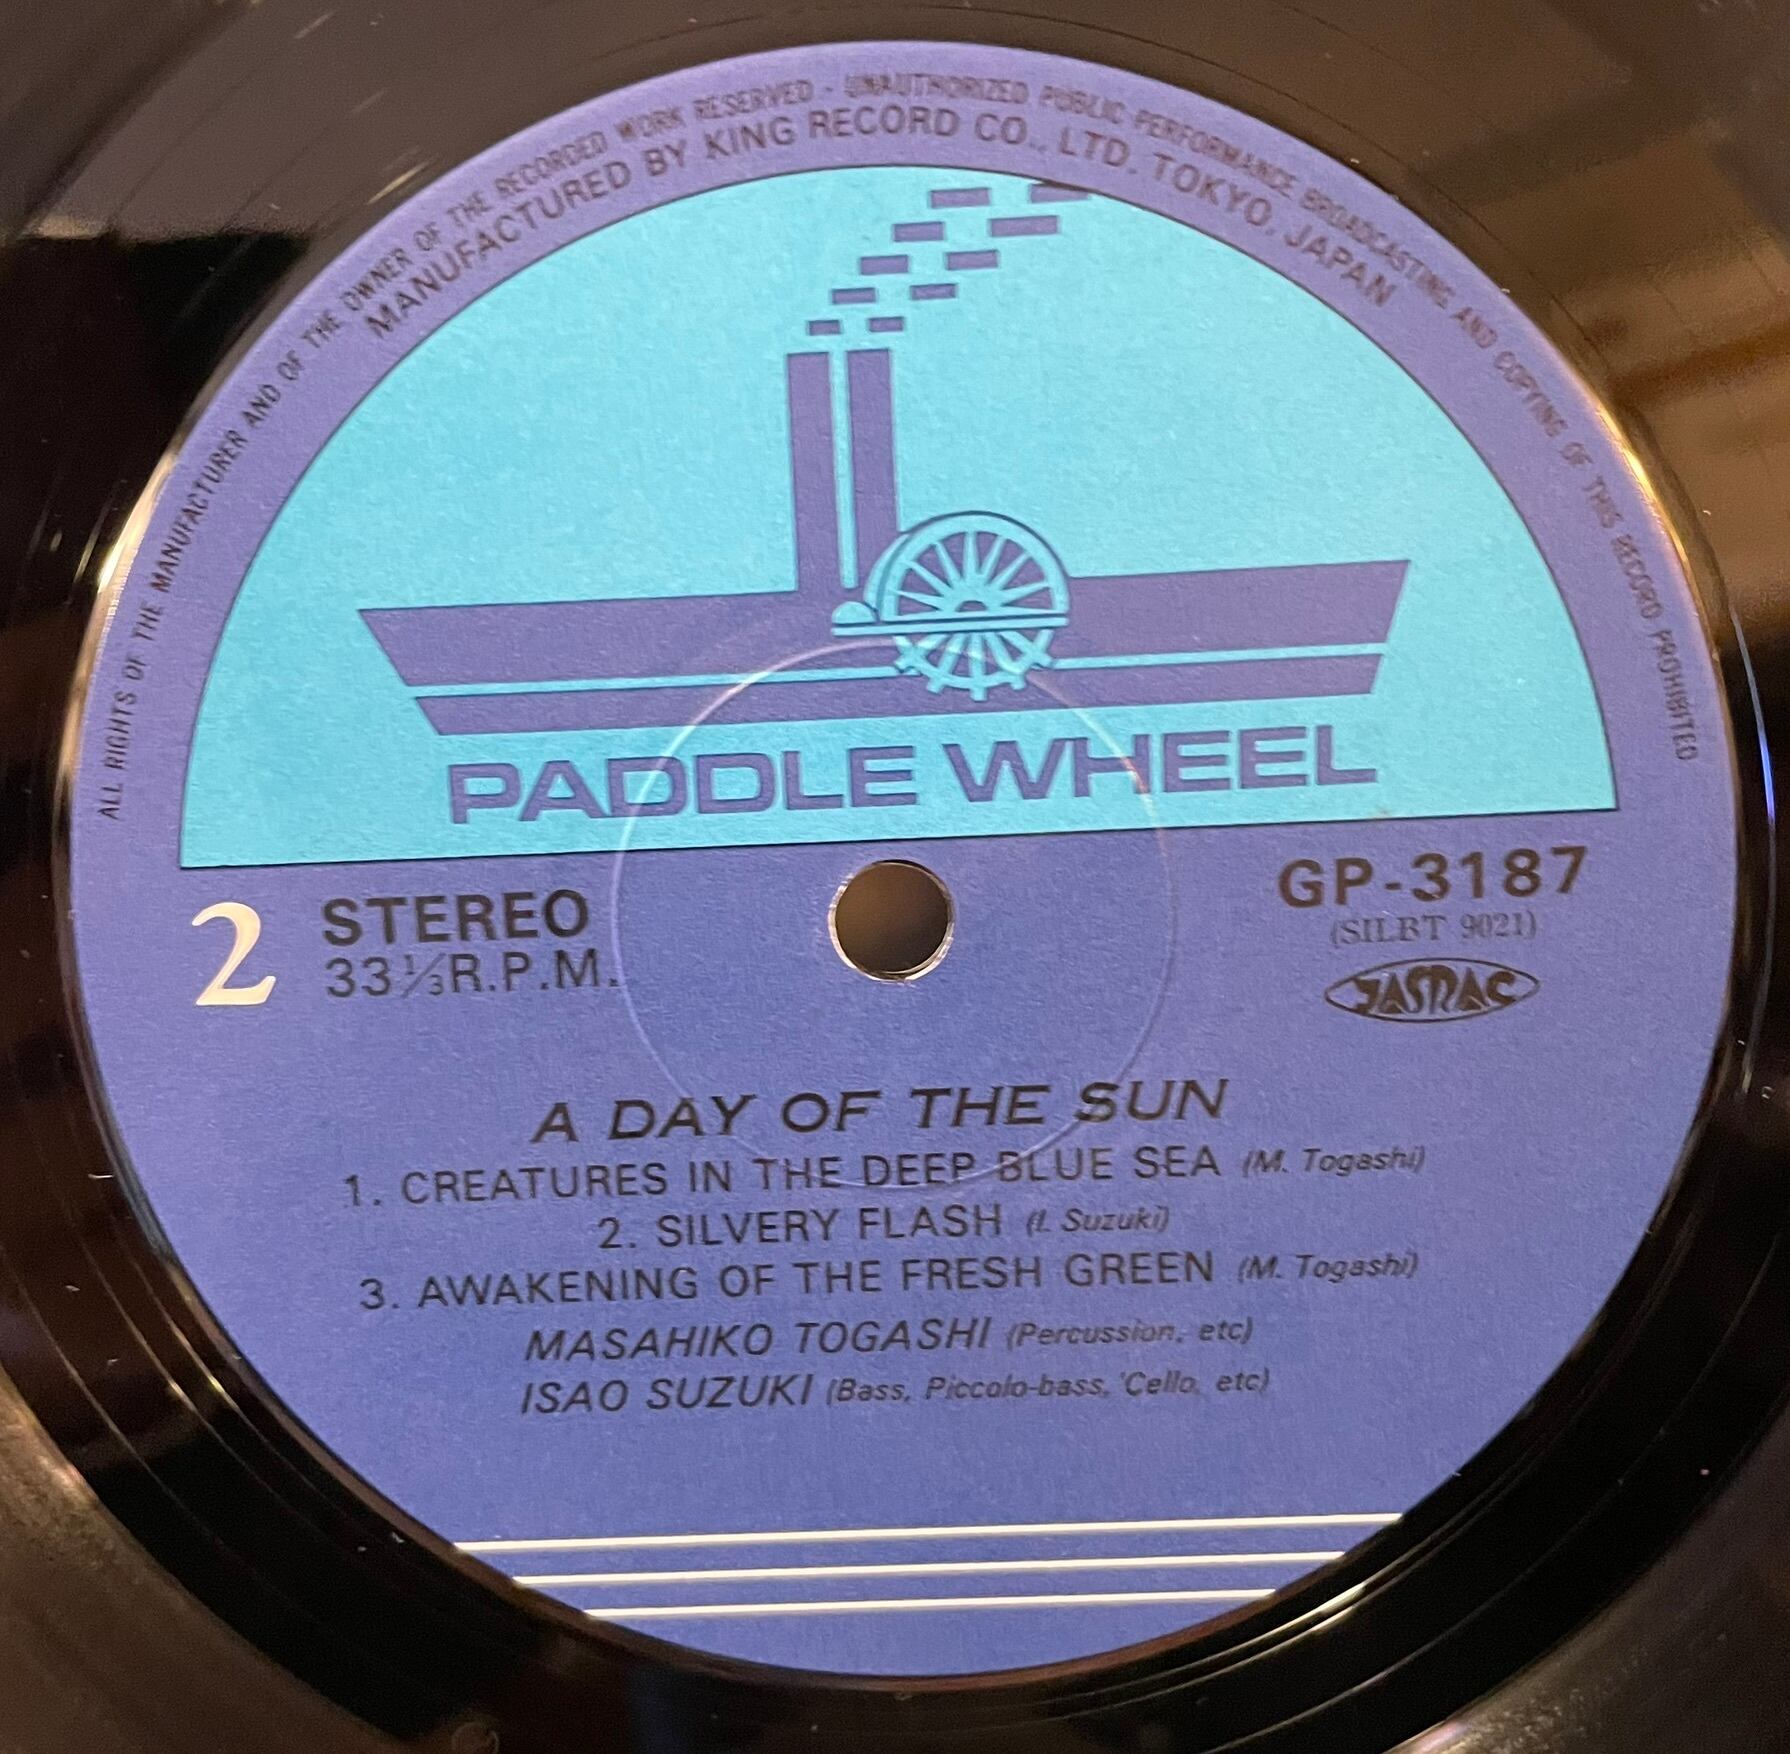 ALL RIGHTS OF THE MANUFACTURER AND OF THE OWNER OF THE RECORDED WORK RESERVED - UNAUTHORIZED PUBLIC PERFORMANCE BROADCASTING AND COPYING OF THIS RECORD PROHIBITED
MANUFACTURED BY KING RECORD CO., LTD. TOKYO, JAPAN
PADDLE WHEEL
2 STEREO
33⅓R.P.M.
GP-3187
(SILBT 9021)
JASRAC
A DAY OF THE SUN
1. CREATURES IN THE DEEP BLUE SEA (M. Togashi)
2. SILVERY FLASH (I. Suzuki)
3. AWAKENING OF THE FRESH GREEN (M. Togashi)
MASAHIKO TOGASHI (Percussion, etc)
ISAO SUZUKI (Bass, Piccolo-bass, 'Cello, etc)